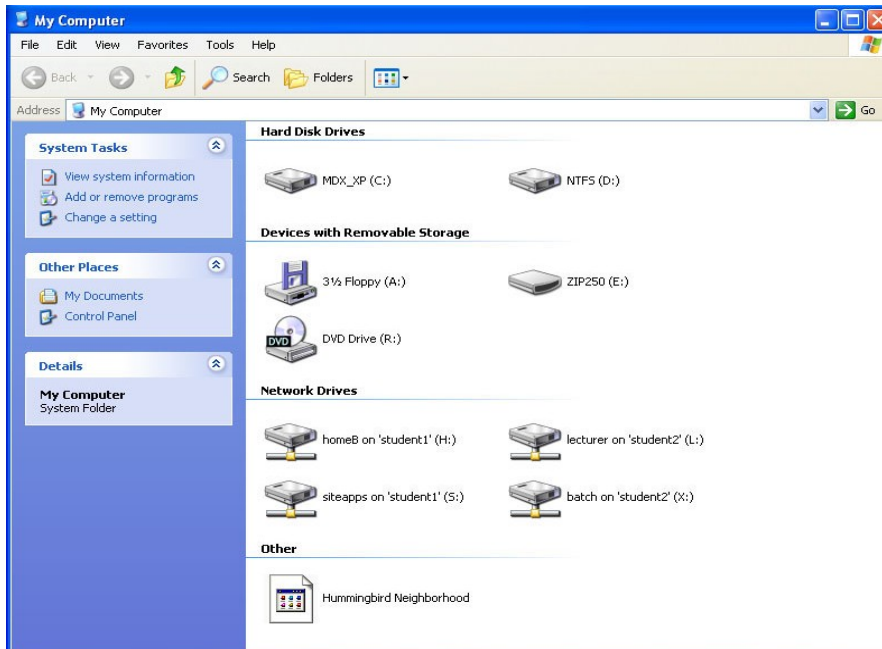 My Computer
File Edit View Favorites Tools Help
Back Search Folders
Address My Computer Go
System Tasks
View system information
Add or remove programs
Change a setting
Other Places
My Documents
Control Panel
Details
My Computer
System Folder
Hard Disk Drives
MDX_XP (C:) NTFS (D:)
Devices with Removable Storage
3½ Floppy (A:) ZIP250 (E:)
DVD Drive (R:)
DVD
Network Drives
homeB on 'student1' (H:) lecturer on 'student2' (L:)
siteapps on 'student1' (S:) batch on 'student2' (X:)
Other
Hummingbird Neighborhood